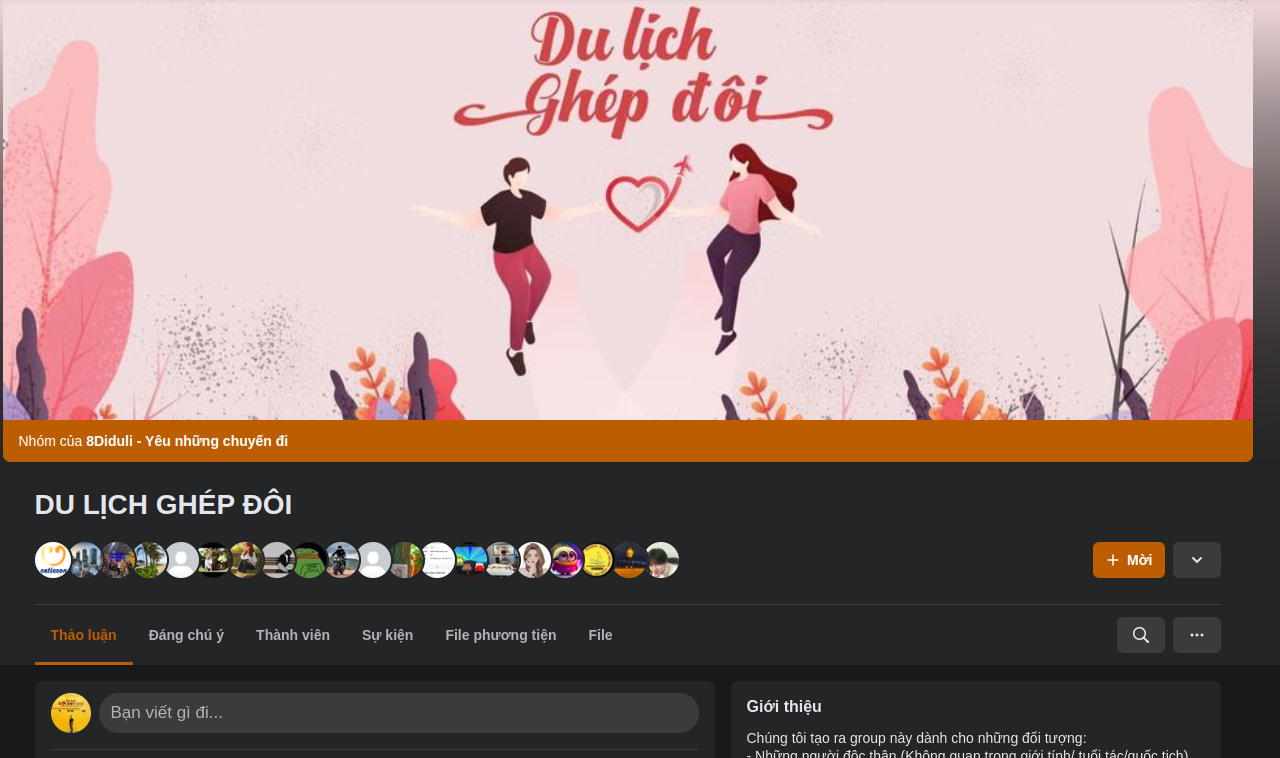 Du lịch
Ghép đôi
Nhóm của 8Diduli - Yêu những chuyến đi
DU LỊCH GHÉP ĐÔI
Mời
Thảo luận Đáng chú ý Thành viên Sự kiện File phương tiện File
Bạn viết gì đi...
Giới thiệu
Chúng tôi tạo ra group này dành cho những đối tượng:
- Những người độc thân (Không quan trọng giới tính/ tuổi tác/quốc tịch)